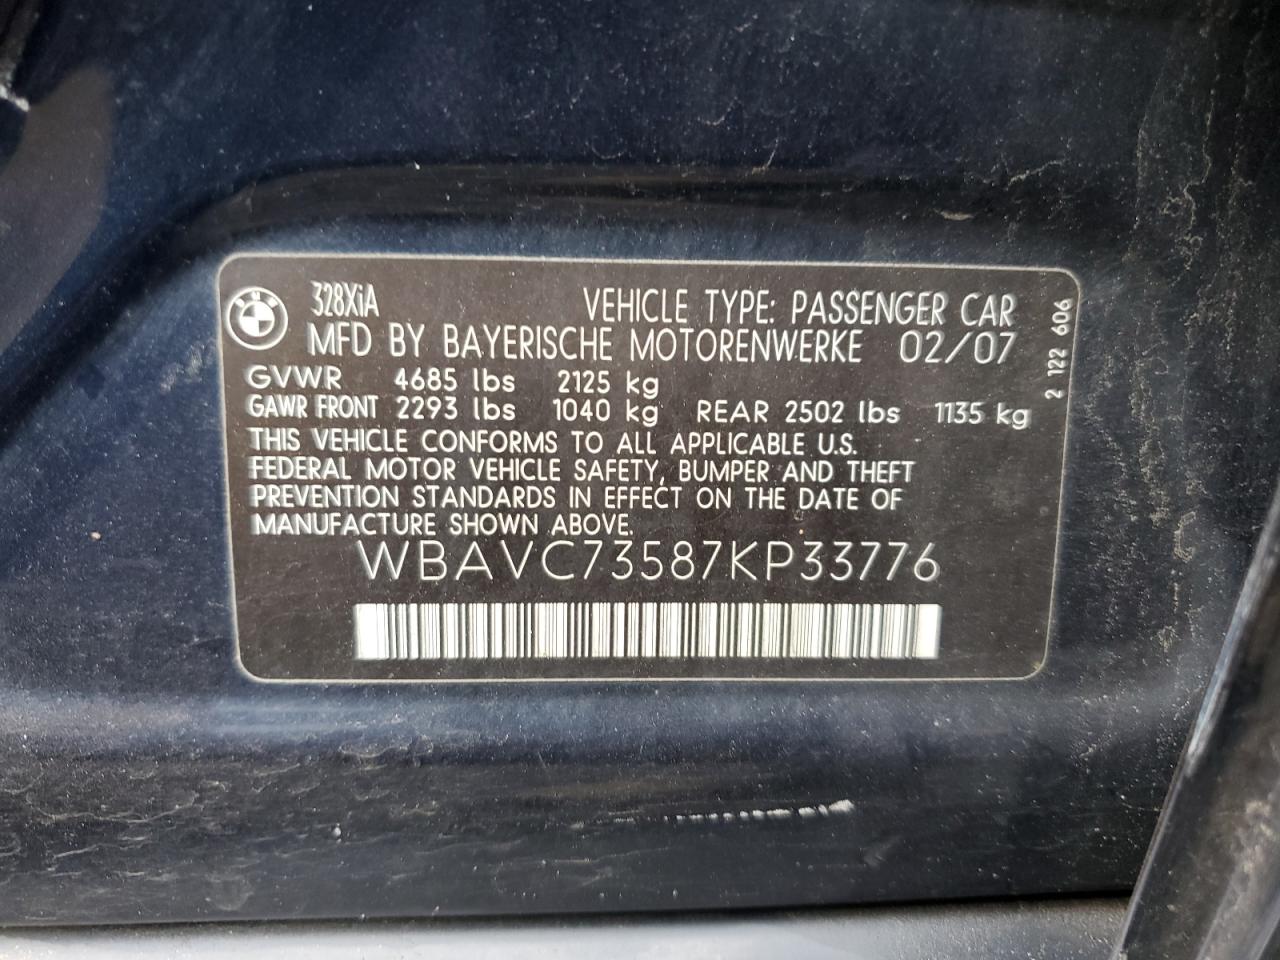 328XiA VEHICLE TYPE: PASSENGER CAR
MFD BY BAYERISCHE MOTORENWERKE 02/07
GVWR 4685 lbs 2125 kg
GAWR FRONT 2293 lbs 1040 kg REAR 2502 lbs 1135 kg
THIS VEHICLE CONFORMS TO ALL APPLICABLE U.S.
FEDERAL MOTOR VEHICLE SAFETY, BUMPER AND THEFT
PREVENTION STANDARDS IN EFFECT ON THE DATE OF
MANUFACTURE SHOWN ABOVE.
WBAVC73587KP33776
2 122 606